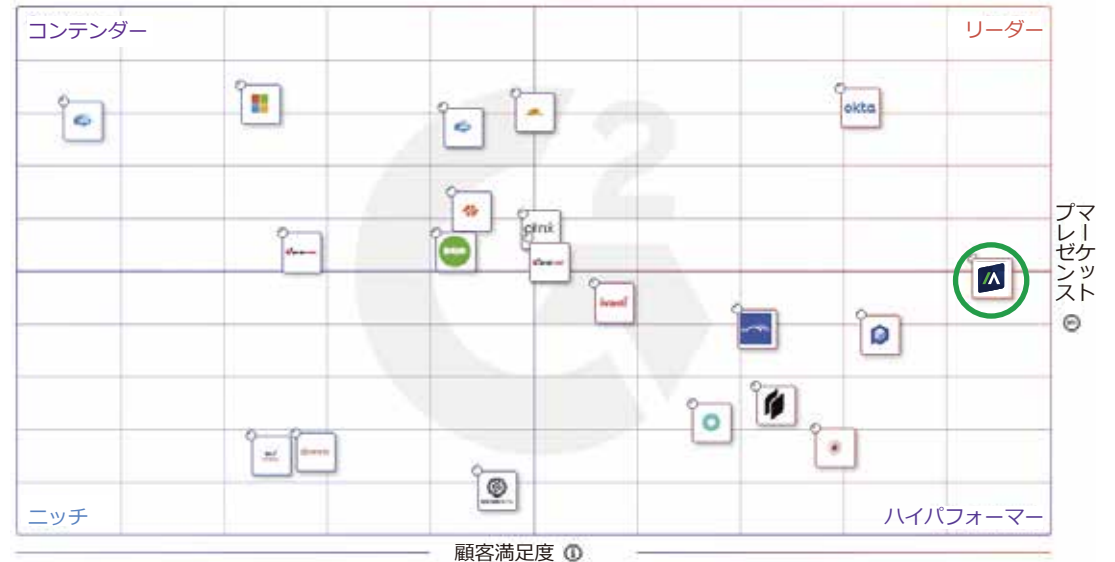 コンテンダー
リーダー
okta
ivanti
マーケット
プレゼンス
ニッチ
ハイパフォーマー
顧客満足度